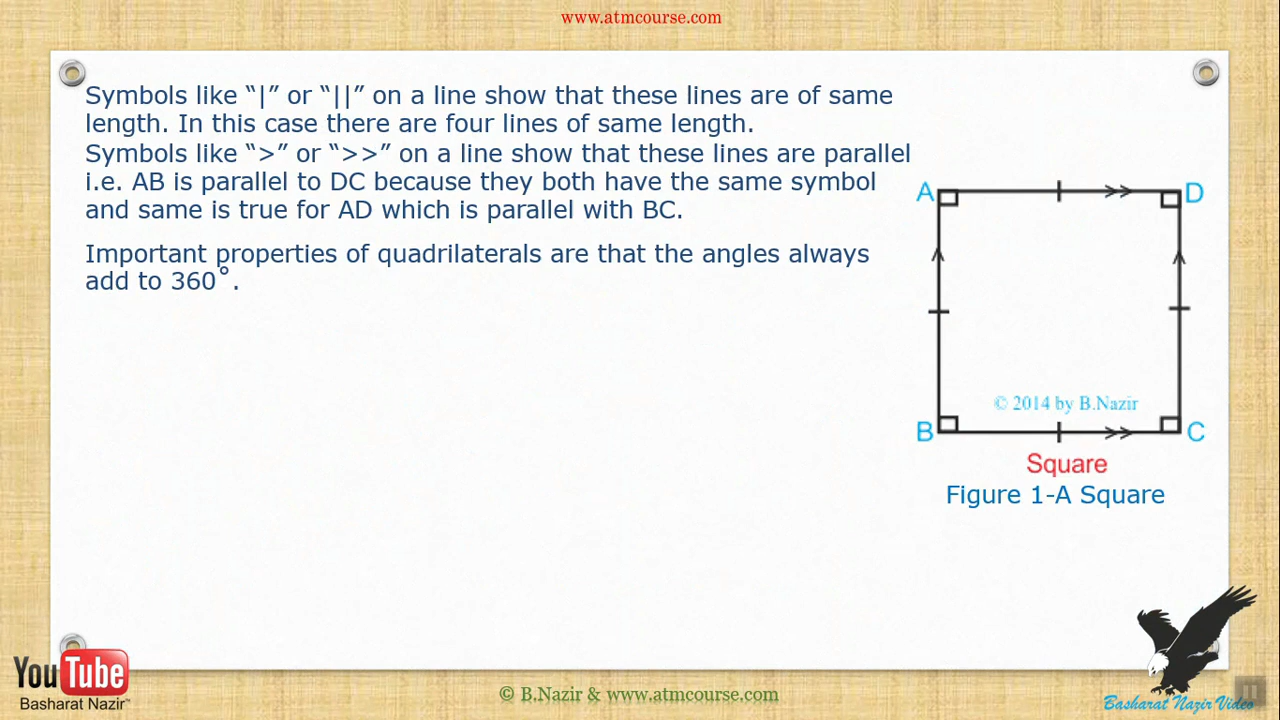 www.atmcourse.com
Symbols like “|” or “||” on a line show that these lines are of same
length. In this case there are four lines of same length.
Symbols like “>” or “>>” on a line show that these lines are parallel
i.e. AB is parallel to DC because they both have the same symbol
and same is true for AD which is parallel with BC.
Important properties of quadrilaterals are that the angles always
add to 360˚.
A
D
© 2014 by B.Nazir
B
C
Square
Figure 1-A Square
YouTube
Basharat Nazir™
© B.Nazir & www.atmcourse.com
Basharat Nazir Video